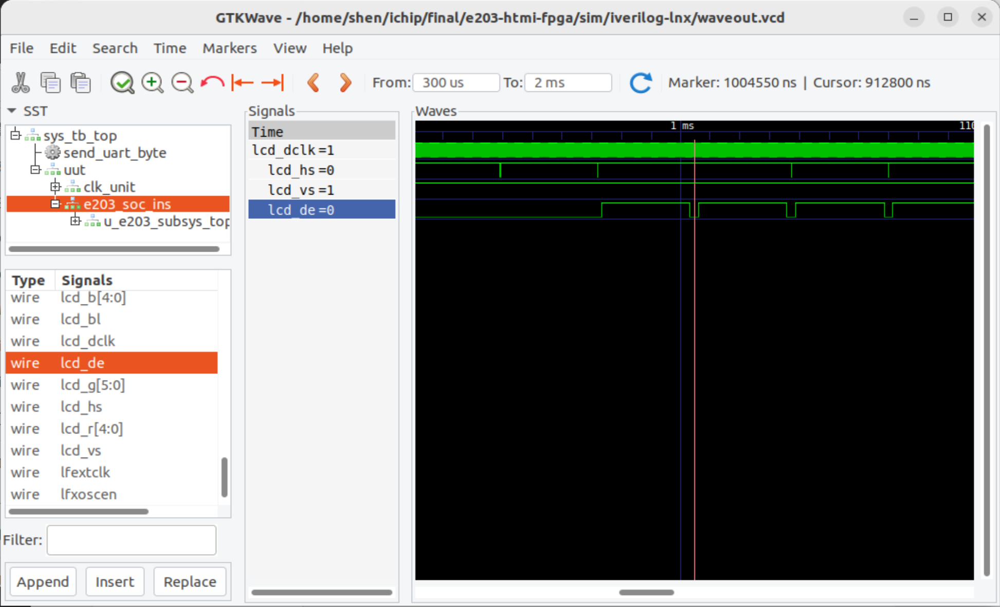 GTKWave - /home/shen/ichip/final/e203-htmi-fpga/sim/iverilog-lnx/waveout.vcd
File Edit Search Time Markers View Help
From: 300 us To: 2 ms Marker: 1004550 ns | Cursor: 912800 ns
SST
sys_tb_top
send_uart_byte
uut
clk_unit
e203_soc_ins
u_e203_subsys_top
Type Signals
wire lcd_b[4:0]
wire lcd_bl
wire lcd_dclk
wire lcd_de
wire lcd_g[5:0]
wire lcd_hs
wire lcd_r[4:0]
wire lcd_vs
wire lfextclk
wire lfxoscen
Filter:
Append Insert Replace
Signals
Time
lcd_dclk=1
lcd_hs=0
lcd_vs=1
lcd_de=0
Waves
1 ms 110